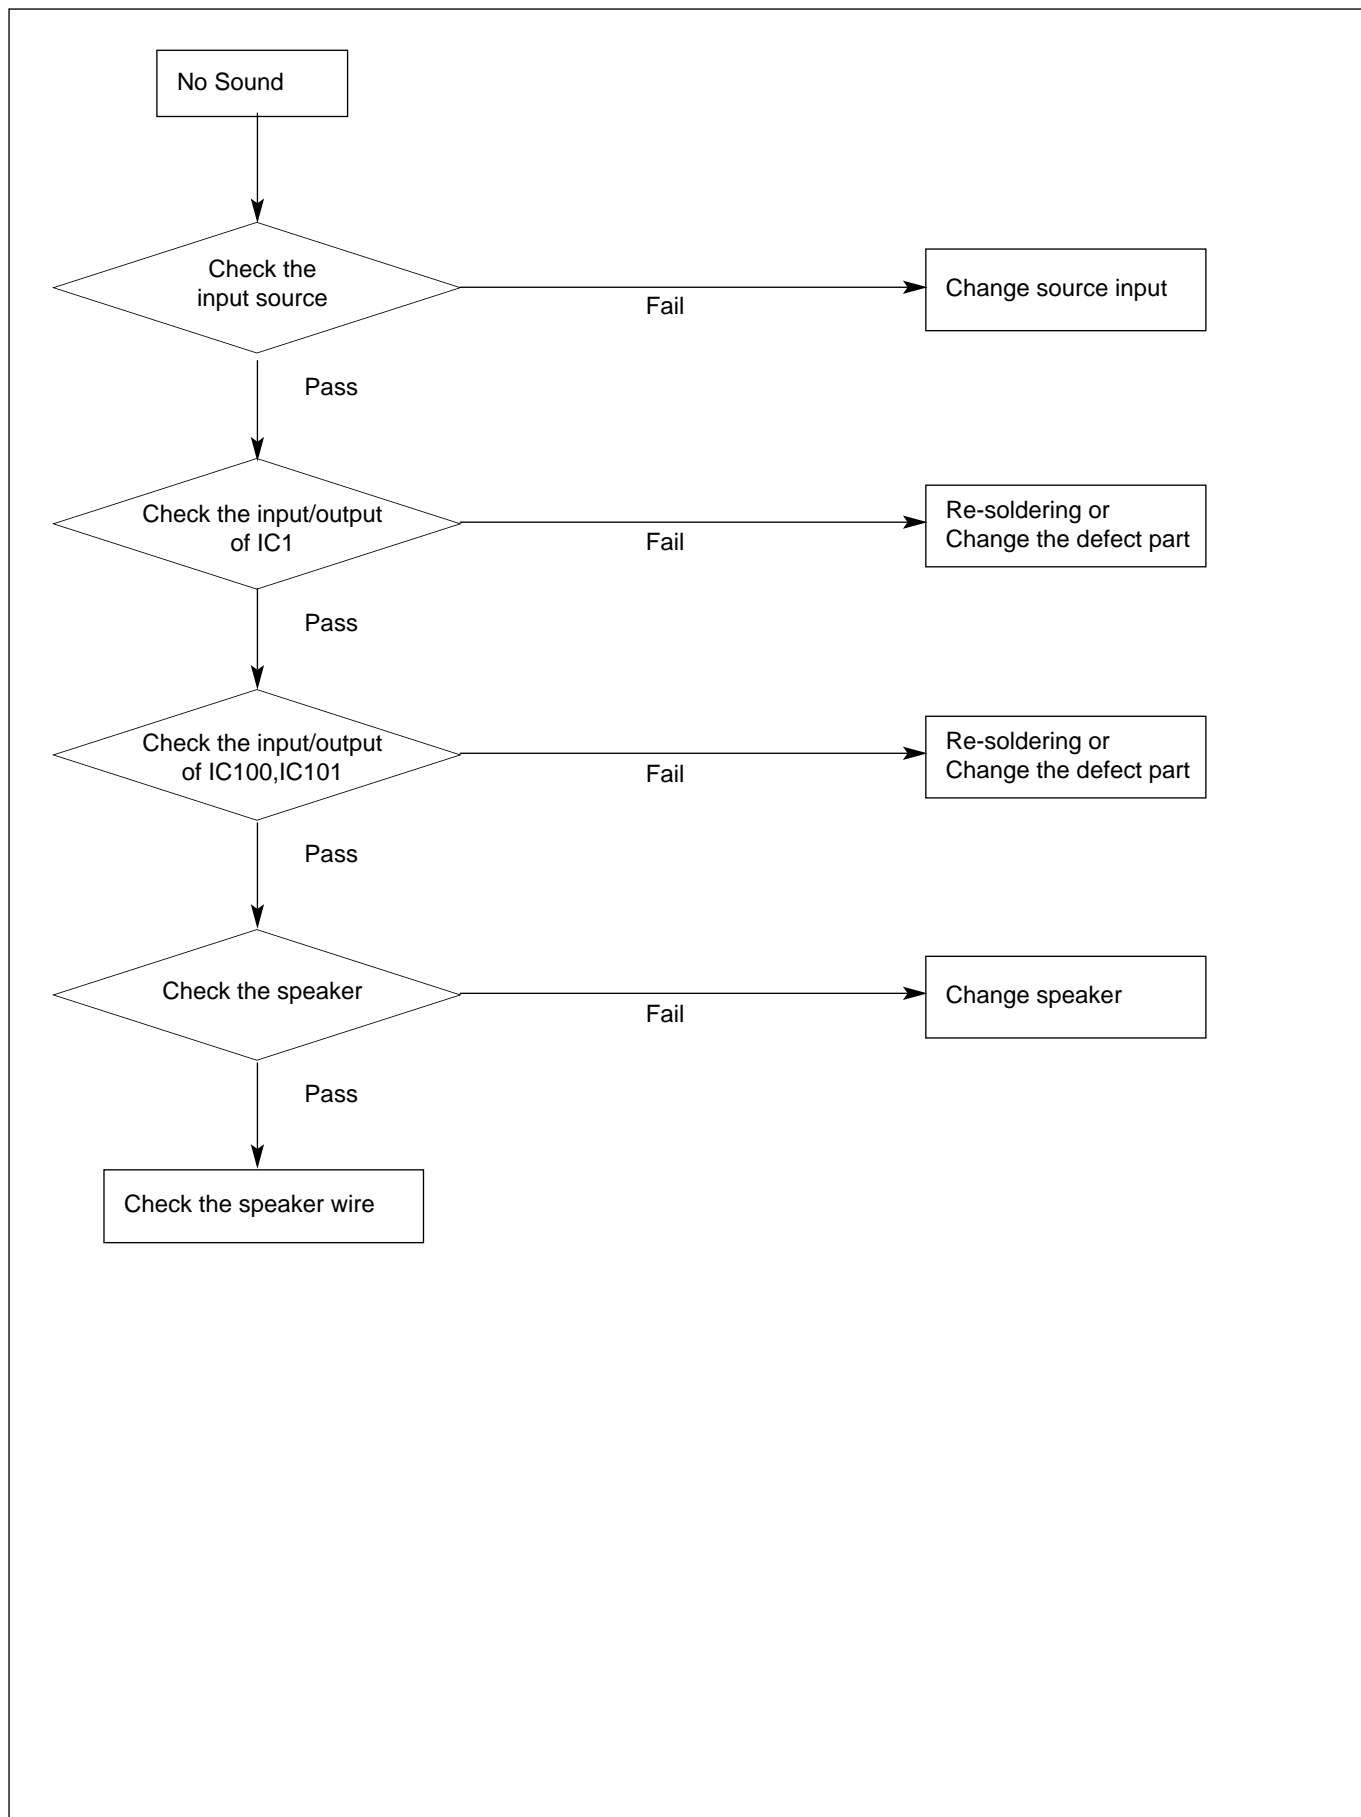 No Sound
Check the
input source
Fail
Change source input
Pass
Check the input/output
of IC1
Fail
Re-soldering or
Change the defect part
Pass
Check the input/output
of IC100,IC101
Fail
Re-soldering or
Change the defect part
Pass
Check the speaker
Fail
Change speaker
Pass
Check the speaker wire